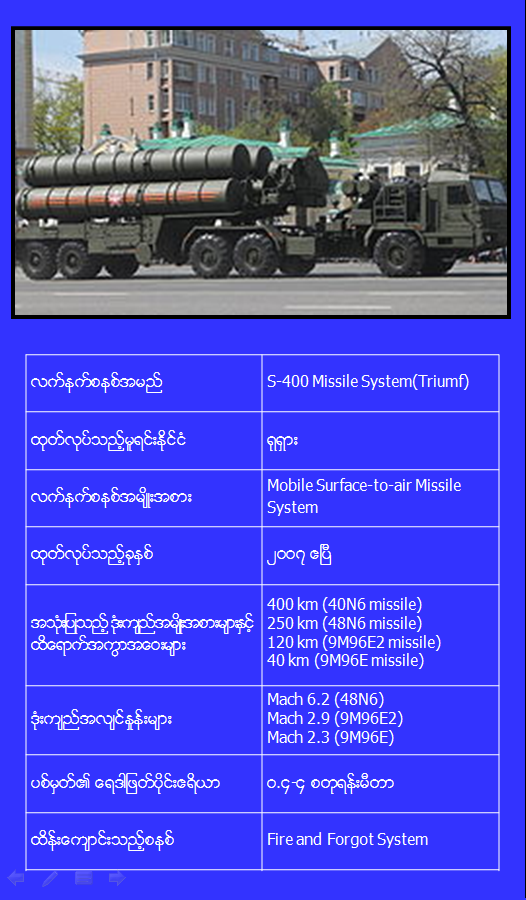 လက်နက်စနစ်အမည်
S-400 Missile System(Triumf)
ထုတ်လုပ်သည့်မူရင်းနိုင်ငံ
ရုရှား
လက်နက်စနစ်အမျိုးအစား
Mobile Surface-to-air Missile
System
ထုတ်လုပ်သည့်ခုနှစ်
၂၀၀၇ ဧပြီ
အသုံးပြုသည့် ဒုံးကျည်အမျိုးအစားများနှင့်
ထိရောက်အကွာအဝေးများ
400 km (40N6 missile)
250 km (48N6 missile)
120 km (9M96E2 missile)
40 km (9M96E missile)
ဒုံးကျည်အလျင်နှုန်းများ
Mach 6.2 (48N6)
Mach 2.9 (9M96E2)
Mach 2.3 (9M96E)
ပစ်မှတ်၏ ရေဒါဖြတ်ပိုင်းဧရိယာ
၀.၄-၄ စတုရန်းမီတာ
ထိန်းကျောင်းသည့်စနစ်
Fire and Forgot System